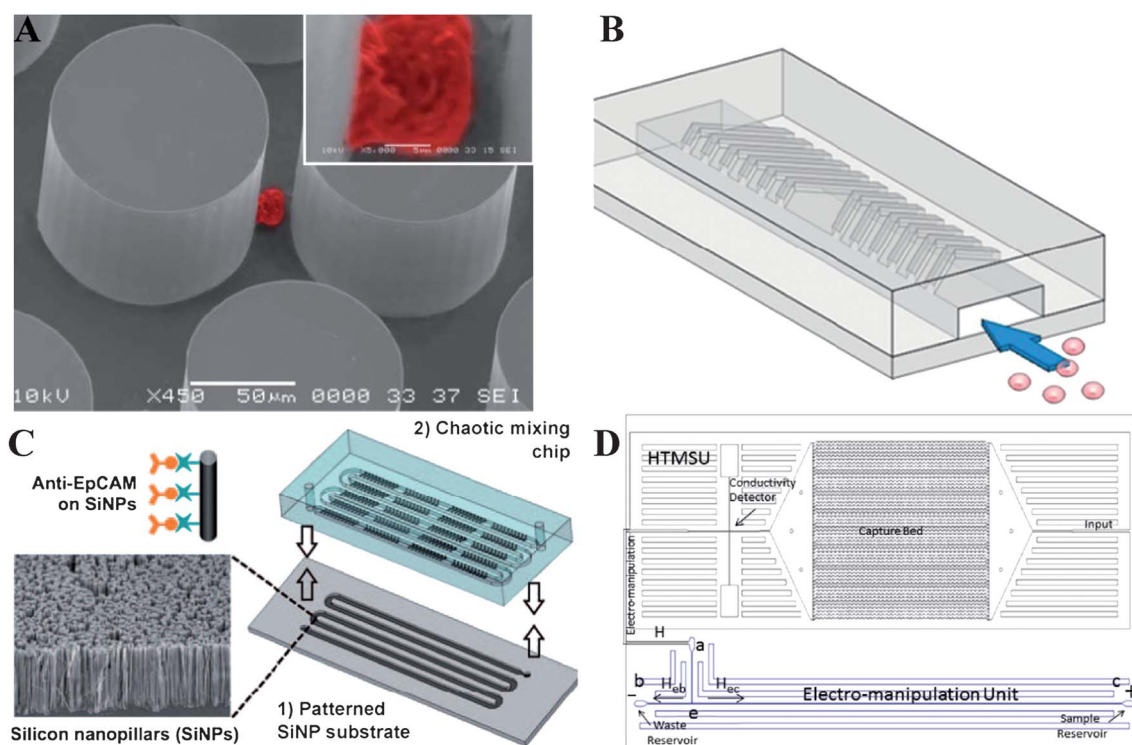 A
10kV X5,000 5μm 0000 33 15 SEI
10kV X450 50μm 0000 33 37 SEI
B
C
Anti-EpCAM
on SiNPs
2) Chaotic mixing
chip
Silicon nanopillars (SiNPs)
1) Patterned
SiNP substrate
D
HTMSU
Conductivity
Detector
Capture Bed
Input
Electro-manipulation
H
a
b
H eb
H ec
c
-
+
Electro-manipulation Unit
e
Waste
Reservoir
Sample
Reservoir